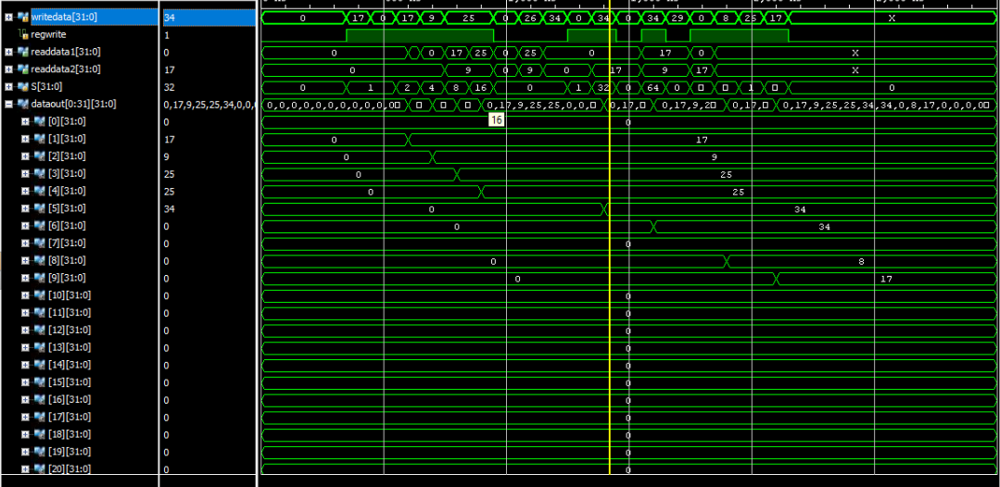 writedata[31:0] 34 0 17 0 17 9 25 0 26 34 0 34 0 34 29 0 8 25 17 X
regwrite 1
readdata1[31:0] 0 0 0 17 25 0 25 0 17 0 X
readdata2[31:0] 17 0 9 0 9 0 17 9 17 X
S[31:0] 32 0 1 2 4 8 16 0 1 32 0 64 0 1 0
dataout[0:31][31:0] 0,17,9,25,25,34,0,0,0 0,0,0,0,0,0,0,0,0,0 0,17,9,25,25,0,0, 0,17, 0,17,9,2 0,17, 0,17,9,25,25,34,34,0,8,17,0,0,0,0
16
[0][31:0] 0 0
[1][31:0] 17 0 17
[2][31:0] 9 0 9
[3][31:0] 25 0 25
[4][31:0] 25 0 25
[5][31:0] 34 0 34
[6][31:0] 0 0 34
[7][31:0] 0 0
[8][31:0] 0 0 8
[9][31:0] 0 0 17
[10][31:0] 0 0
[11][31:0] 0 0
[12][31:0] 0 0
[13][31:0] 0 0
[14][31:0] 0 0
[15][31:0] 0 0
[16][31:0] 0 0
[17][31:0] 0 0
[18][31:0] 0 0
[19][31:0] 0 0
[20][31:0] 0 0